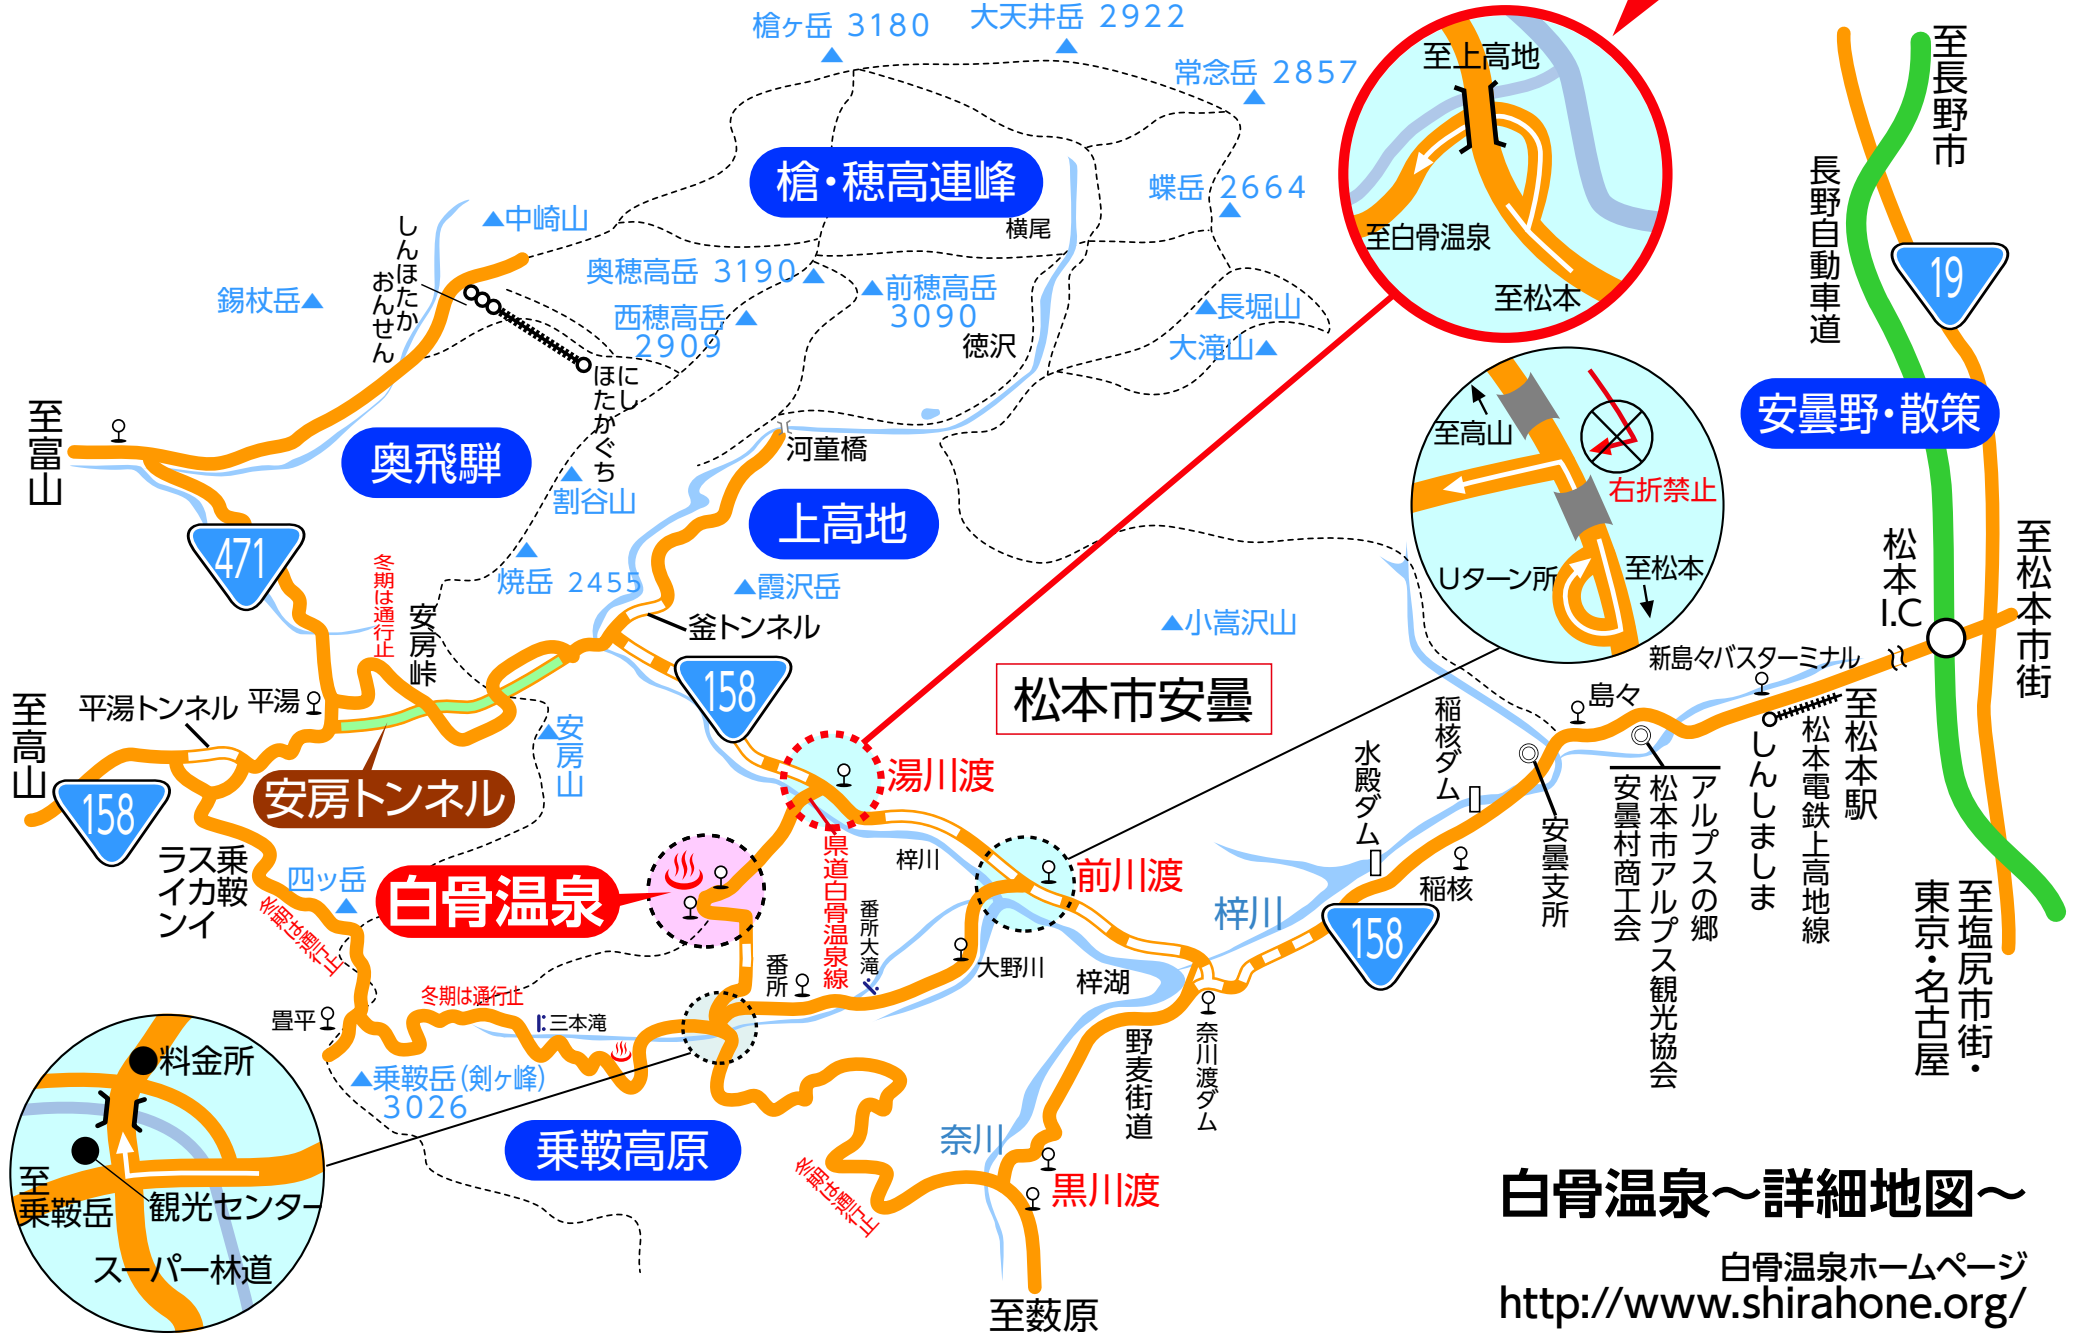 槍ヶ岳 3180
大天井岳 2922
常念岳 2857
蝶岳 2664
槍・穂高連峰
横尾
中崎山
しんほたか
おんせん
錫杖岳
奥穂高岳 3190
西穂高岳
2909
前穂高岳
3090
徳沢
長堀山
大滝山
にし
ほたかぐち
至富山
奥飛騨
河童橋
割谷山
上高地
471
焼岳 2455
霞沢岳
釜トンネル
小嵩沢山
冬期は通行止
安房峠
158
松本市安曇
平湯トンネル
平湯
至高山
158
安房トンネル
安房山
湯川渡
県道白骨温泉線
乗鞍
スカイ
ライン
四ッ岳
冬期は通行止
白骨温泉
梓川
番所大滝
前川渡
番所
大野川
梓湖
梓川
冬期は通行止
畳平
三本滝
乗鞍岳(剣ヶ峰)
3026
乗鞍高原
冬期は通行止
奈川
黒川渡
野麦街道
奈川渡ダム
至薮原
水殿ダム
稲核ダム
稲核
158
安曇支所
島々
新島々バスターミナル
アルプスの郷
松本市アルプス観光協会
安曇村商工会
しんしましま
松本電鉄上高地線
至松本駅
至上高地
至白骨温泉
至松本
至高山
右折禁止
Uターン所
至松本
至長野市
長野自動車道
19
安曇野・散策
松本
I.C
至松本市街
至塩尻市街・
東京・名古屋
料金所
至
乗鞍岳
観光センター
スーパー林道
白骨温泉〜詳細地図〜
白骨温泉ホームページ
http://www.shirahone.org/